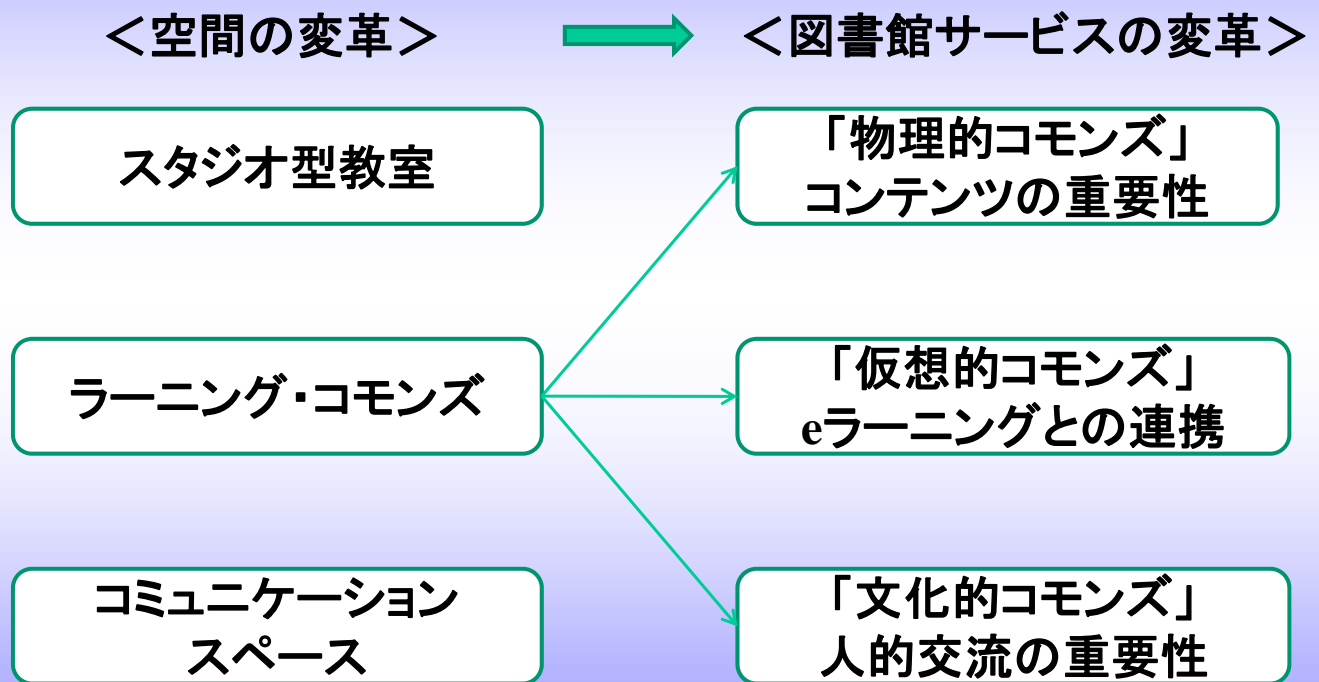 ＜空間の変革＞
＜図書館サービスの変革＞
スタジオ型教室
「物理的コモンズ」
コンテンツの重要性
ラーニング・コモンズ
「仮想的コモンズ」
eラーニングとの連携
コミュニケーション
スペース
「文化的コモンズ」
人的交流の重要性